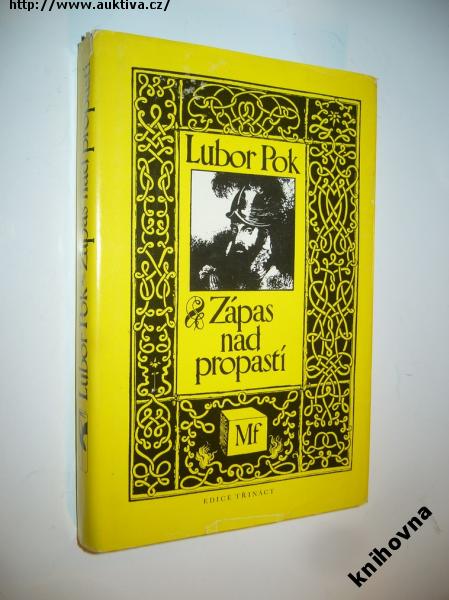 http://www.auktiva.cz/
Lubor Pok
& Zápas
nad
propastí
Mf
EDICE TŘINÁCT
Lubor Pok Zápas nad propastí
knihovna